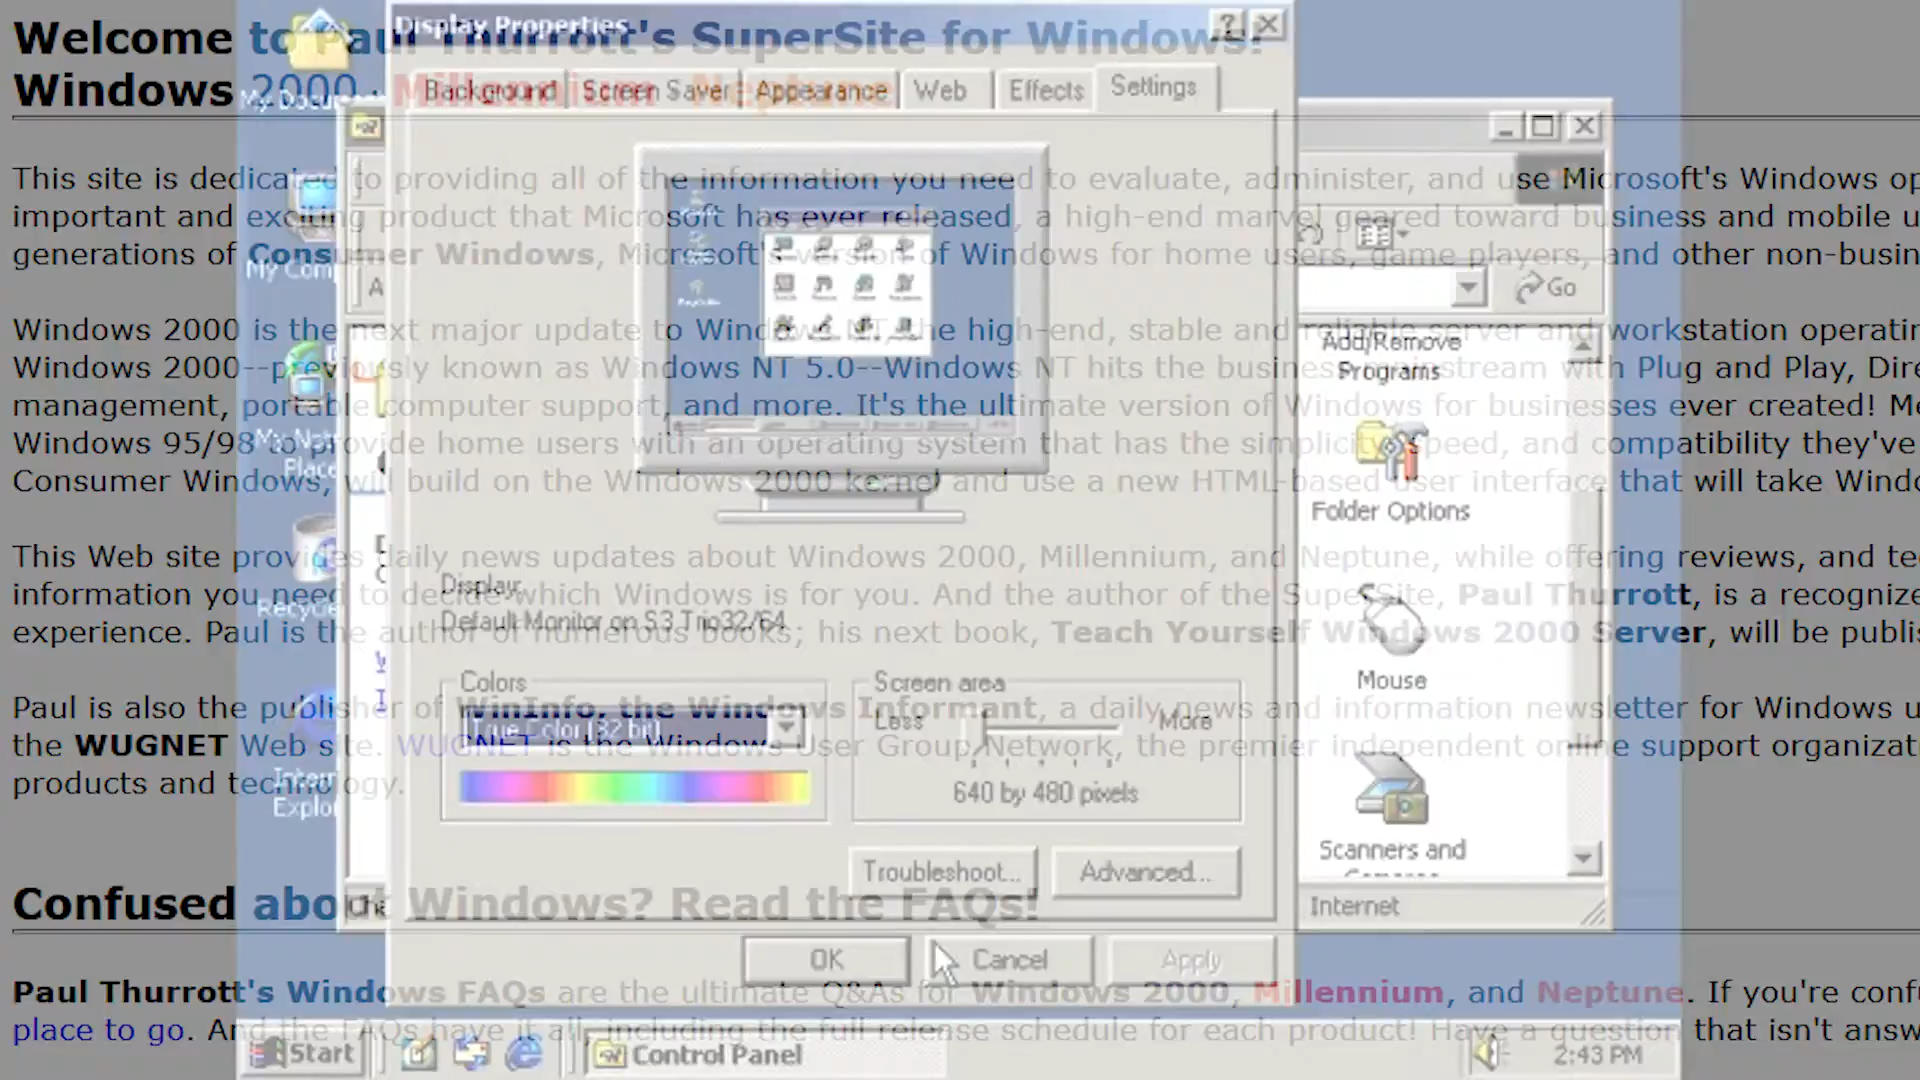 Welcome to Paul Thurrott's SuperSite for Windows!
Windows 2000 · Millennium · Neptune
This site is dedicated to providing all of the information you need to evaluate, administer, and use Microsoft's Windows op
important and exciting product that Microsoft has ever released, a high-end marvel geared toward business and mobile u
generations of Consumer Windows, Microsoft's version of Windows for home users, game players, and other non-busin
Windows 2000 is the next major update to Windows NT, the high-end, stable and reliable server and workstation operatin
Windows 2000--previously known as Windows NT 5.0--Windows NT hits the business mainstream with Plug and Play, Dire
management, portable computer support, and more. It's the ultimate version of Windows for businesses ever created! Me
Windows 95/98 to provide home users with an operating system that has the simplicity, speed, and compatibility they've
Consumer Windows, will build on the Windows 2000 kernel and use a new HTML-based user interface that will take Windo
This Web site provides daily news updates about Windows 2000, Millennium, and Neptune, while offering reviews, and te
information you need to decide which Windows is for you. And the author of the SuperSite, Paul Thurrott, is a recognize
experience. Paul is the author of numerous books; his next book, Teach Yourself Windows 2000 Server, will be publis
Paul is also the publisher of WinInfo, the Windows Informant, a daily news and information newsletter for Windows u
the WUGNET Web site. WUGNET is the Windows User Group Network, the premier independent online support organizat
products and technology.
Confused about Windows? Read the FAQs!
Paul Thurrott's Windows FAQs are the ultimate Q&As for Windows 2000, Millennium, and Neptune. If you're confu
place to go. And the FAQs have it all, including the full release schedule for each product! Have a question that isn't answ
My Docum
My Comp
My Net
Place
Recycle
Intern
Explor
Display Properties
Background
Screen Saver
Appearance
Web
Effects
Settings
Display:
Default Monitor on S3 Trio32/64
Colors
True Color (32 bit)
Screen area
Less
More
640 by 480 pixels
Troubleshoot...
Advanced...
OK
Cancel
Apply
A
Go
Add/Remove
Programs
Folder Options
Mouse
Scanners and
Cameras
Internet
Start
Control Panel
2:43 PM